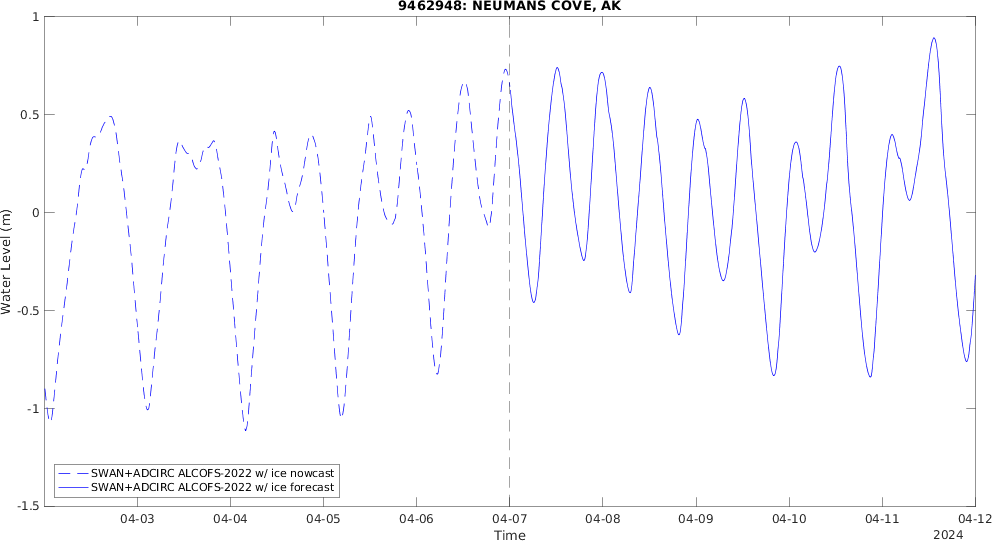 9462948: NEUMANS COVE, AK
1
0.5
0
-0.5
-1
-1.5
Water Level (m)
SWAN+ADCIRC ALCOFS-2022 w/ ice nowcast
SWAN+ADCIRC ALCOFS-2022 w/ ice forecast
04-03 04-04 04-05 04-06 04-07 04-08 04-09 04-10 04-11 04-12
Time
2024